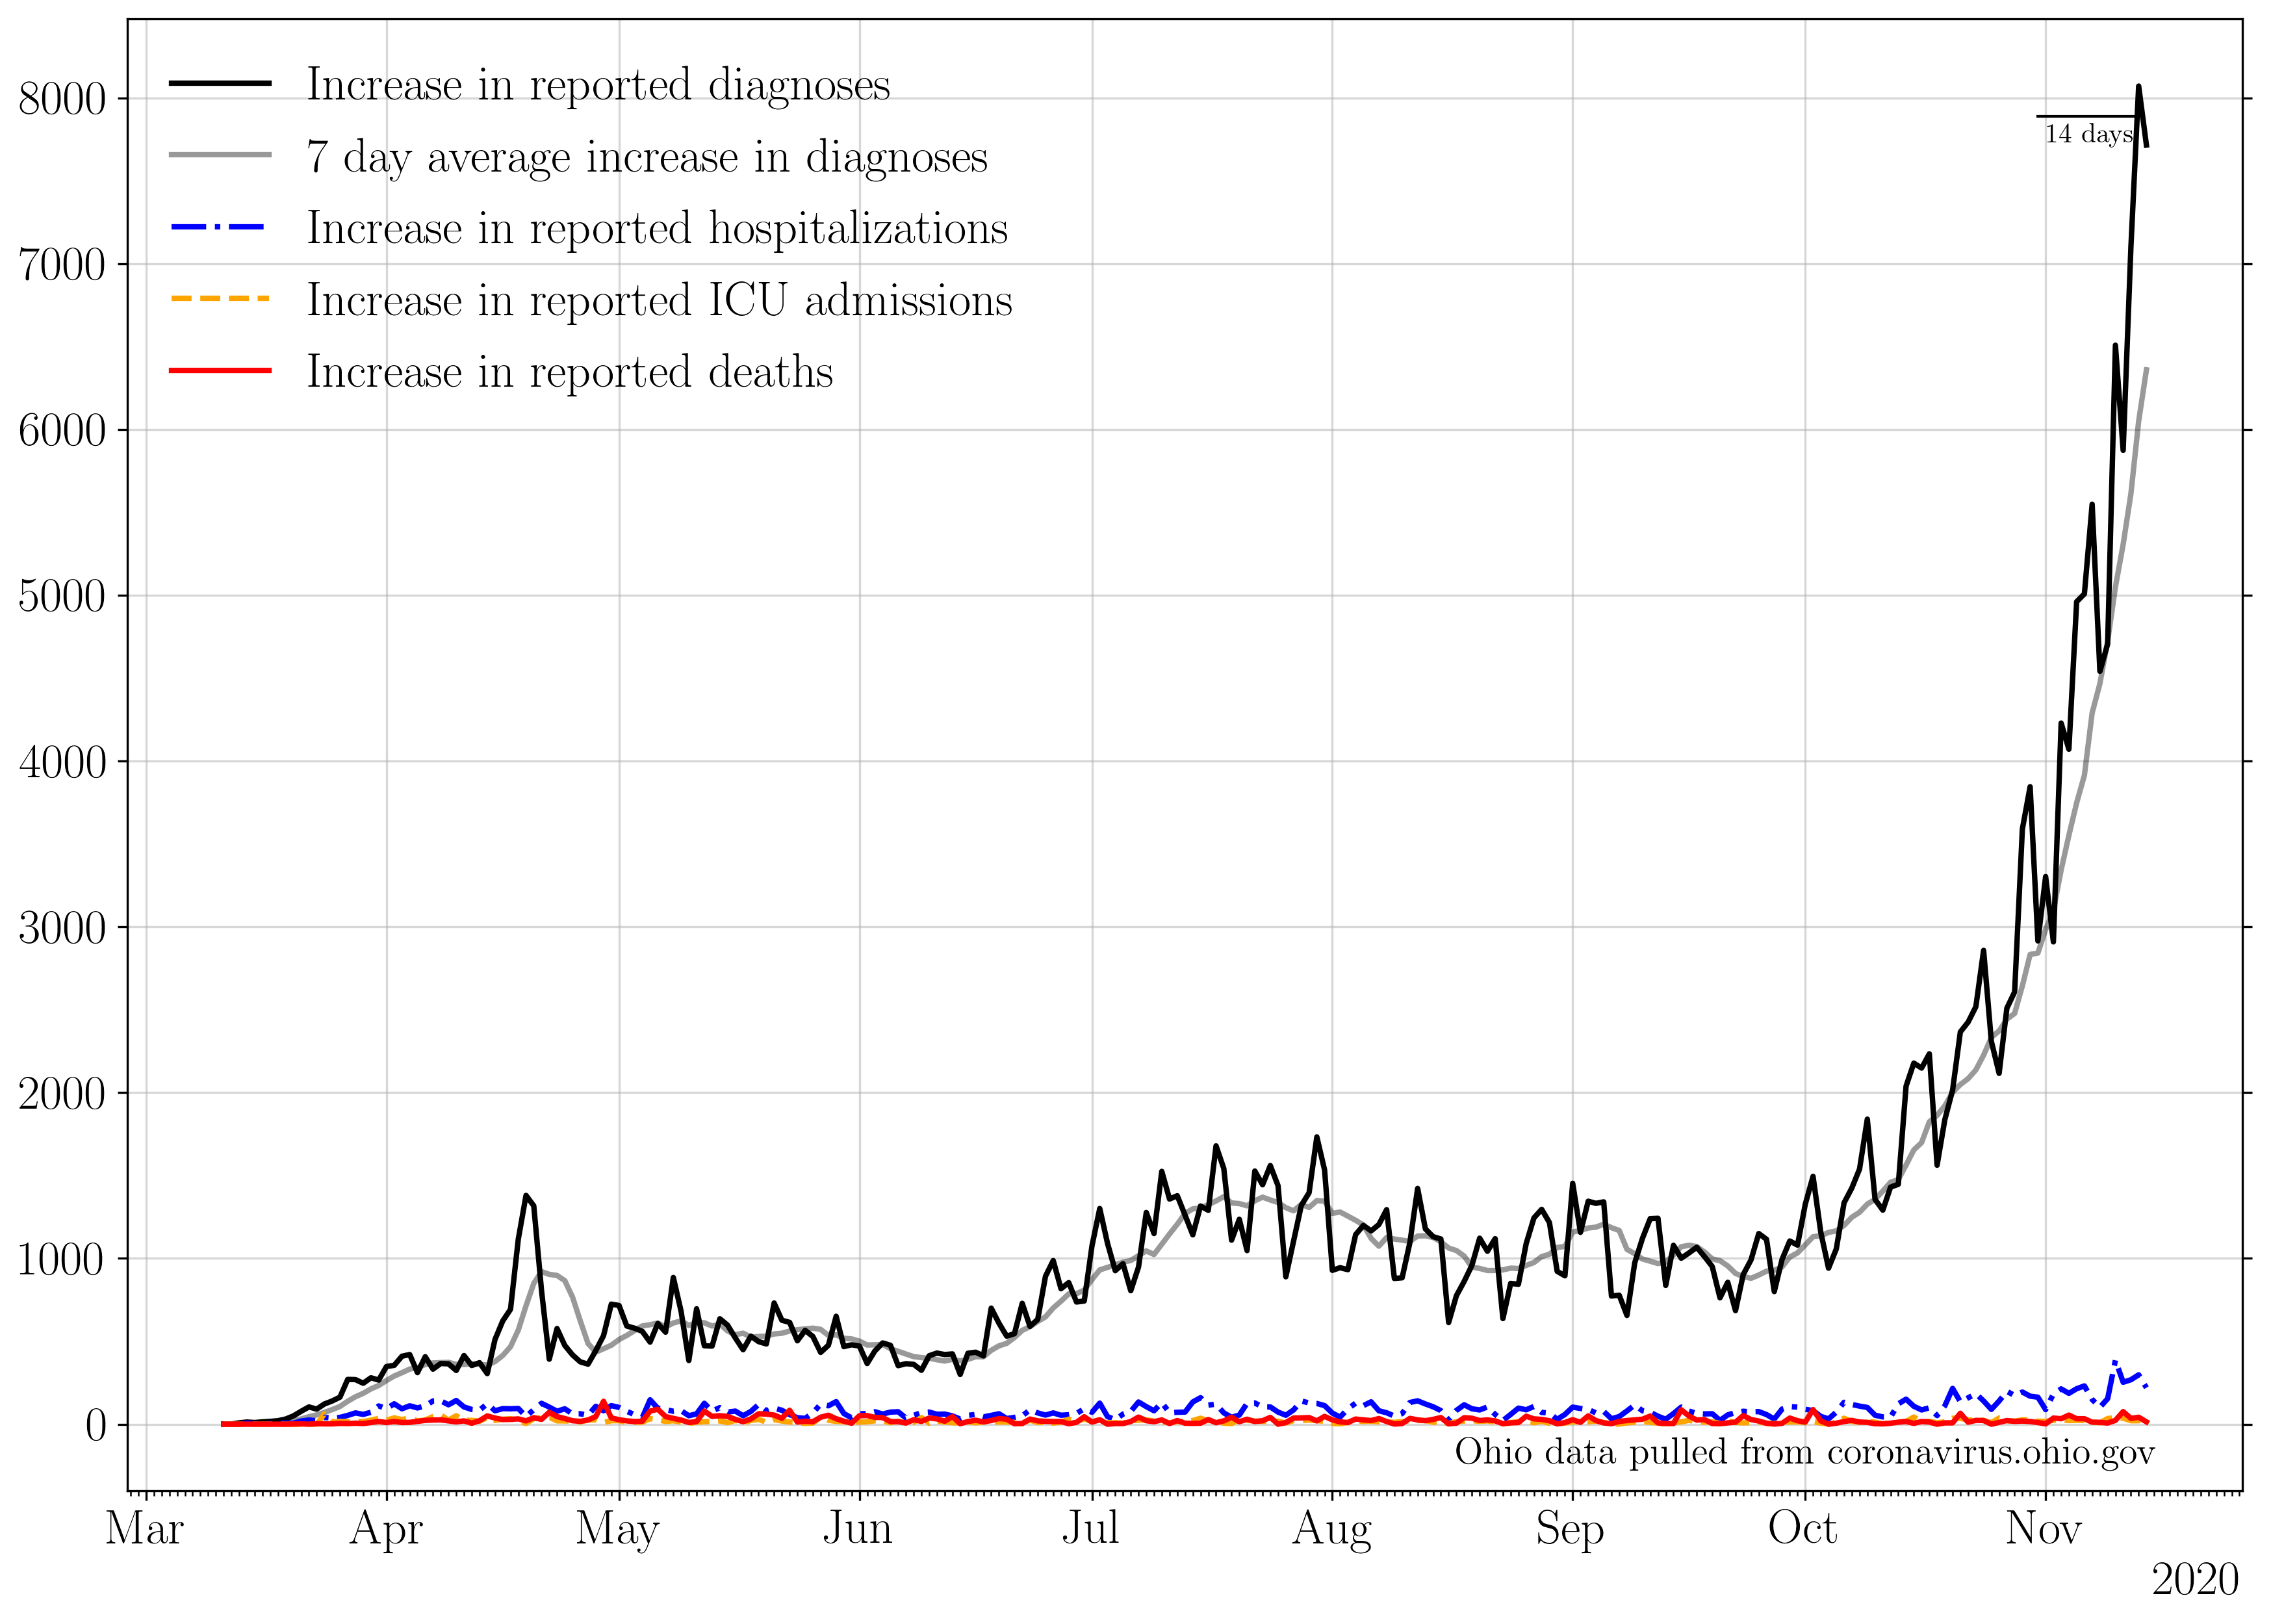 Increase in reported diagnoses
7 day average increase in diagnoses
Increase in reported hospitalizations
Increase in reported ICU admissions
Increase in reported deaths
14 days
8000
7000
6000
5000
4000
3000
2000
1000
0
Ohio data pulled from coronavirus.ohio.gov
Mar Apr May Jun Jul Aug Sep Oct Nov
2020